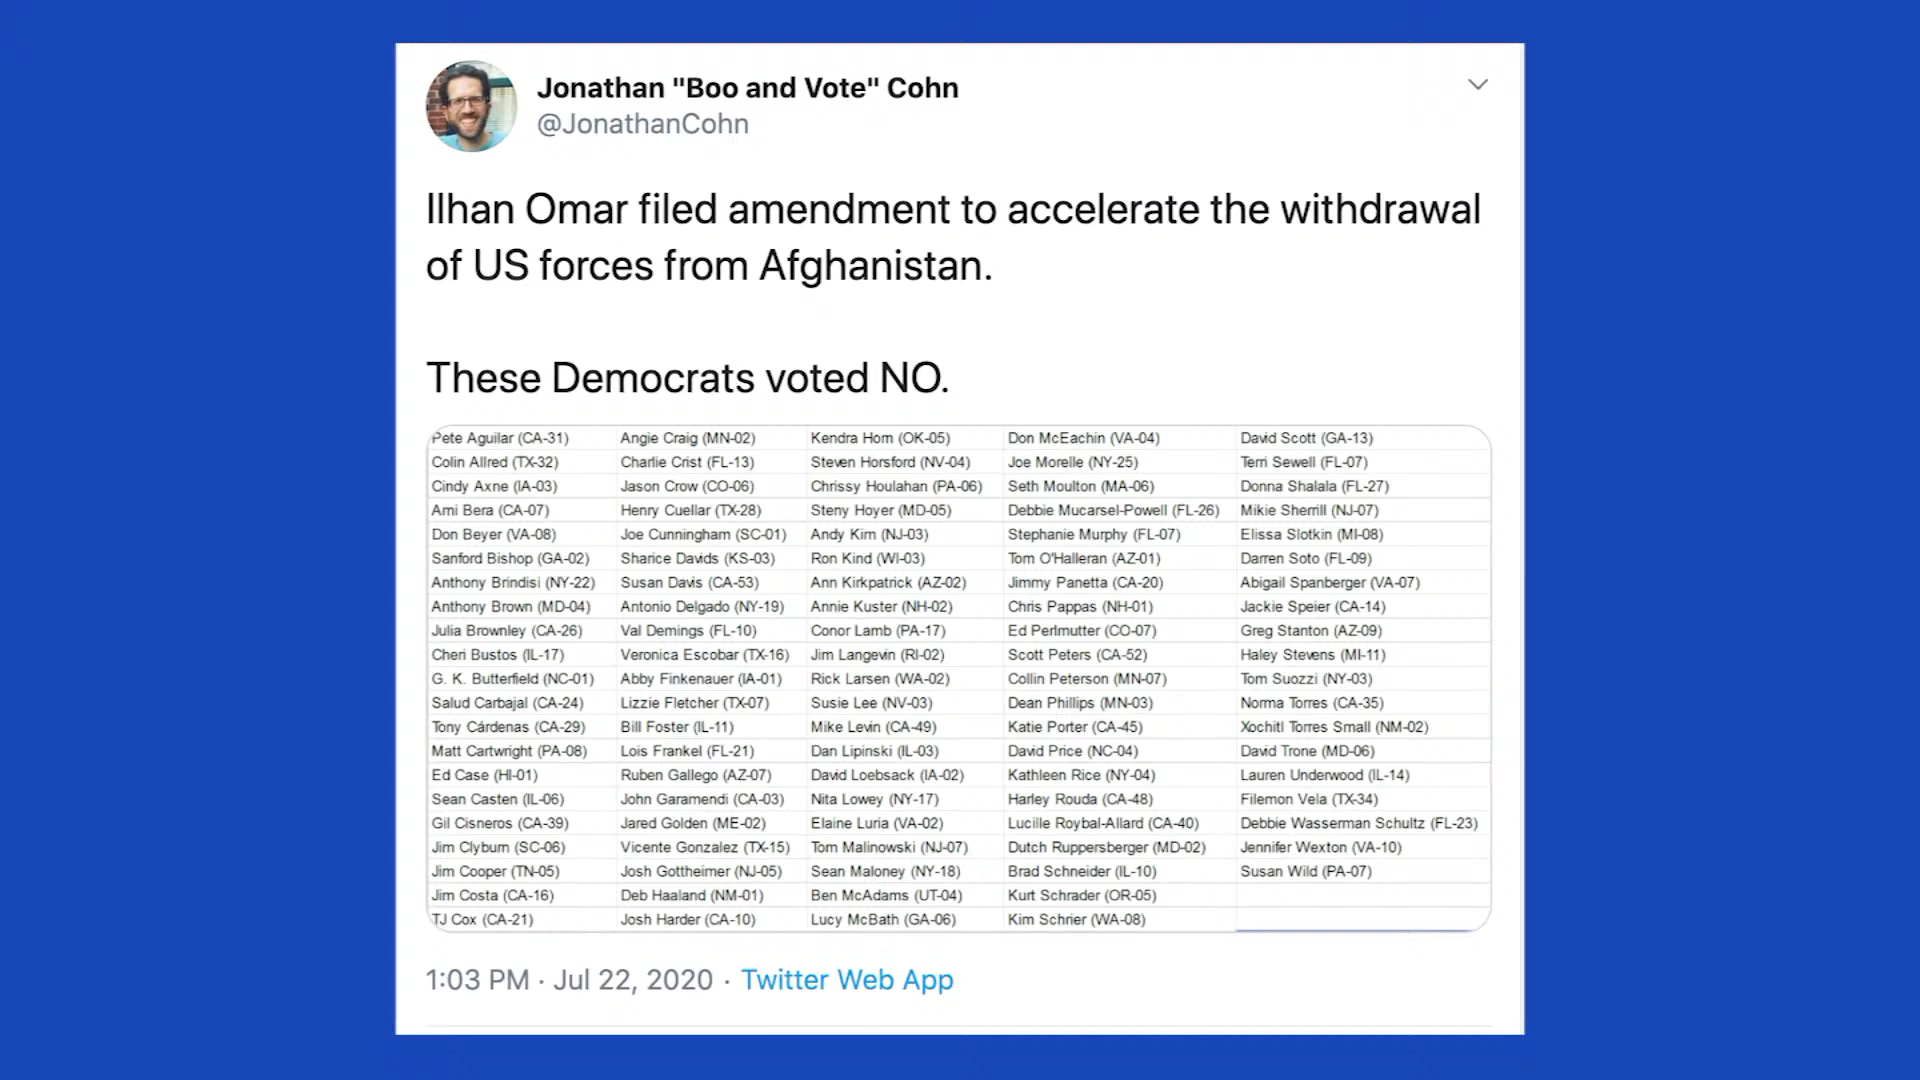 Jonathan "Boo and Vote" Cohn
@JonathanCohn
Ilhan Omar filed amendment to accelerate the withdrawal
of US forces from Afghanistan.
These Democrats voted NO.
Pete Aguilar (CA-31) Angie Craig (MN-02) Kendra Horn (OK-05) Don McEachin (VA-04) David Scott (GA-13)
Colin Allred (TX-32) Charlie Crist (FL-13) Steven Horsford (NV-04) Joe Morelle (NY-25) Terri Sewell (FL-07)
Cindy Axne (IA-03) Jason Crow (CO-06) Chrissy Houlahan (PA-06) Seth Moulton (MA-06) Donna Shalala (FL-27)
Ami Bera (CA-07) Henry Cuellar (TX-28) Steny Hoyer (MD-05) Debbie Mucarsel-Powell (FL-26) Mikie Sherrill (NJ-07)
Don Beyer (VA-08) Joe Cunningham (SC-01) Andy Kim (NJ-03) Stephanie Murphy (FL-07) Elissa Slotkin (MI-08)
Sanford Bishop (GA-02) Sharice Davids (KS-03) Ron Kind (WI-03) Tom O'Halleran (AZ-01) Darren Soto (FL-09)
Anthony Brindisi (NY-22) Susan Davis (CA-53) Ann Kirkpatrick (AZ-02) Jimmy Panetta (CA-20) Abigail Spanberger (VA-07)
Anthony Brown (MD-04) Antonio Delgado (NY-19) Annie Kuster (NH-02) Chris Pappas (NH-01) Jackie Speier (CA-14)
Julia Brownley (CA-26) Val Demings (FL-10) Conor Lamb (PA-17) Ed Perlmutter (CO-07) Greg Stanton (AZ-09)
Cheri Bustos (IL-17) Veronica Escobar (TX-16) Jim Langevin (RI-02) Scott Peters (CA-52) Haley Stevens (MI-11)
G. K. Butterfield (NC-01) Abby Finkenauer (IA-01) Rick Larsen (WA-02) Collin Peterson (MN-07) Tom Suozzi (NY-03)
Salud Carbajal (CA-24) Lizzie Fletcher (TX-07) Susie Lee (NV-03) Dean Phillips (MN-03) Norma Torres (CA-35)
Tony Cárdenas (CA-29) Bill Foster (IL-11) Mike Levin (CA-49) Katie Porter (CA-45) Xochitl Torres Small (NM-02)
Matt Cartwright (PA-08) Lois Frankel (FL-21) Dan Lipinski (IL-03) David Price (NC-04) David Trone (MD-06)
Ed Case (HI-01) Ruben Gallego (AZ-07) David Loebsack (IA-02) Kathleen Rice (NY-04) Lauren Underwood (IL-14)
Sean Casten (IL-06) John Garamendi (CA-03) Nita Lowey (NY-17) Harley Rouda (CA-48) Filemon Vela (TX-34)
Gil Cisneros (CA-39) Jared Golden (ME-02) Elaine Luria (VA-02) Lucille Roybal-Allard (CA-40) Debbie Wasserman Schultz (FL-23)
Jim Clyburn (SC-06) Vicente Gonzalez (TX-15) Tom Malinowski (NJ-07) Dutch Ruppersberger (MD-02) Jennifer Wexton (VA-10)
Jim Cooper (TN-05) Josh Gottheimer (NJ-05) Sean Maloney (NY-18) Brad Schneider (IL-10) Susan Wild (PA-07)
Jim Costa (CA-16) Deb Haaland (NM-01) Ben McAdams (UT-04) Kurt Schrader (OR-05)
TJ Cox (CA-21) Josh Harder (CA-10) Lucy McBath (GA-06) Kim Schrier (WA-08)
1:03 PM · Jul 22, 2020 · Twitter Web App